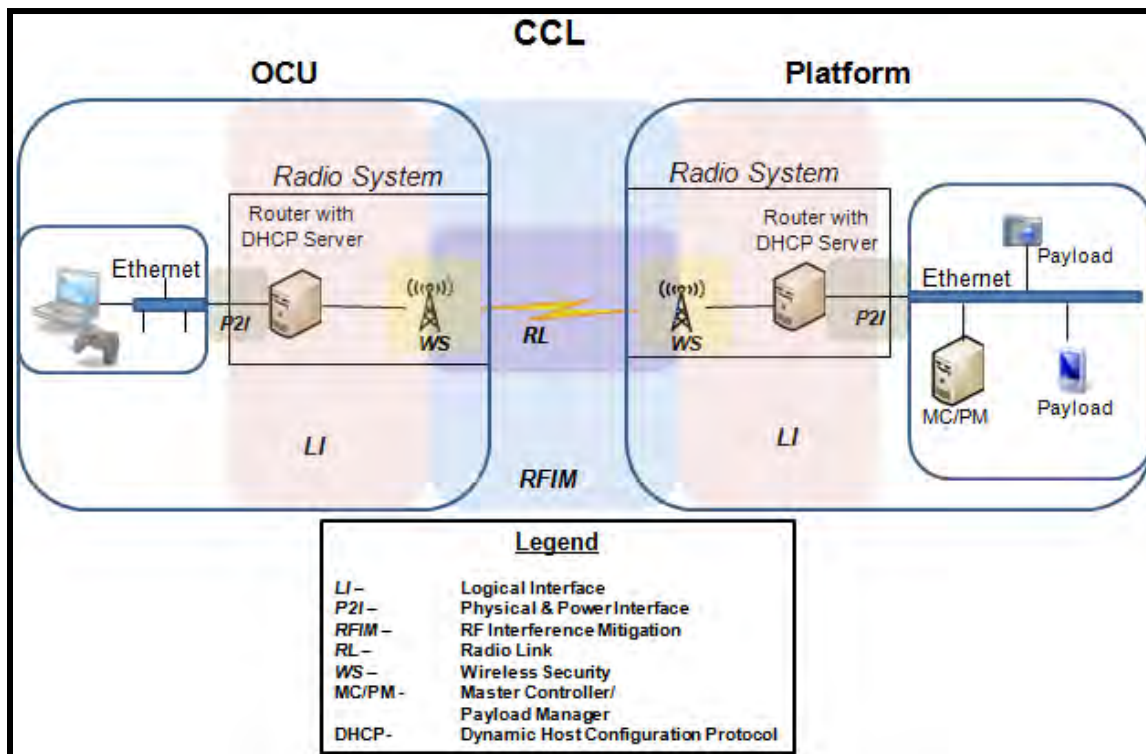 CCL
OCU
Platform
Radio System
Router with
DHCP Server
Ethernet
P2I
WS
RL
LI
RFIM
Radio System
Router with
DHCP Server
WS
P2I
LI
Ethernet
Payload
MC/PM
Payload
Legend
LI – Logical Interface
P2I – Physical & Power Interface
RFIM – RF Interference Mitigation
RL – Radio Link
WS – Wireless Security
MC/PM - Master Controller/
Payload Manager
DHCP- Dynamic Host Configuration Protocol